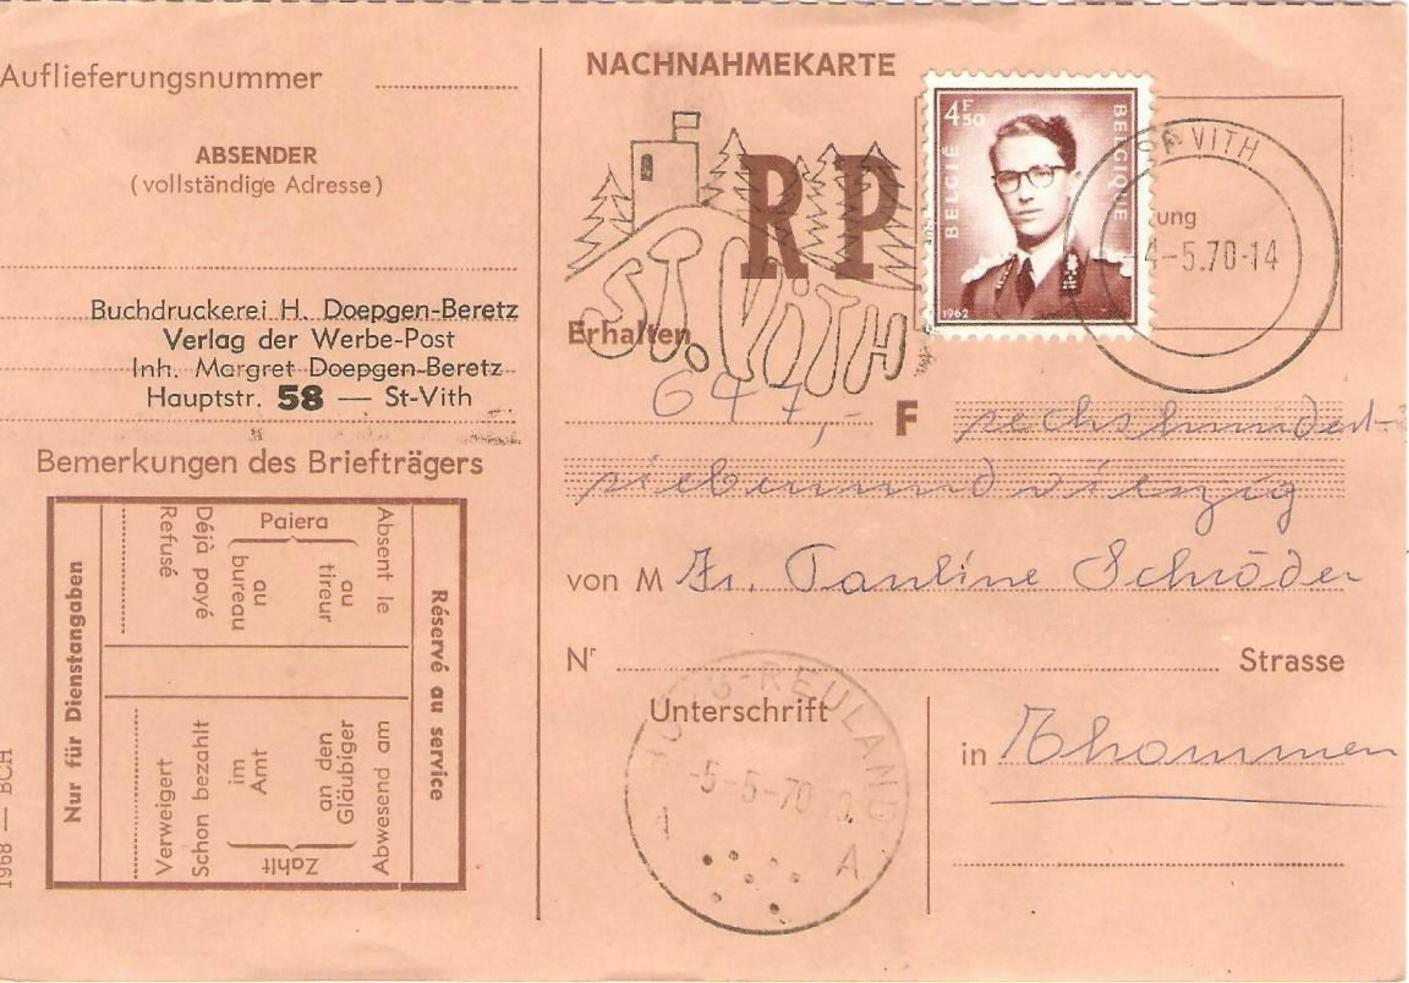 Auflieferungsnummer
ABSENDER
(vollständige Adresse)
Buchdruckerei H. Doepgen-Beretz
Verlag der Werbe-Post
Inh. Margret Doepgen-Beretz
Hauptstr. 58 — St-Vith
Bemerkungen des Briefträgers
Nur für Dienstangaben
Réservé au service
Refusé
Déjà payé
Paiera
au bureau
au tireur
Absent le
Verweigert
Schon bezahlt
Zahlt
im Amt
an den Gläubiger
Abwesend am
1968 — BCH
NACHNAHMEKARTE
RP
ST. VITH
4F50
BELGIË
BELGIQUE
1962
ST VITH
-4-5.70-14
Erhalten
647,- F sechshundert-
siebenundvierzig
von M Fr. Pauline Schröder
Nr Strasse
Unterschrift
in Thommen
BURG-REULAND
-5-5-70
A